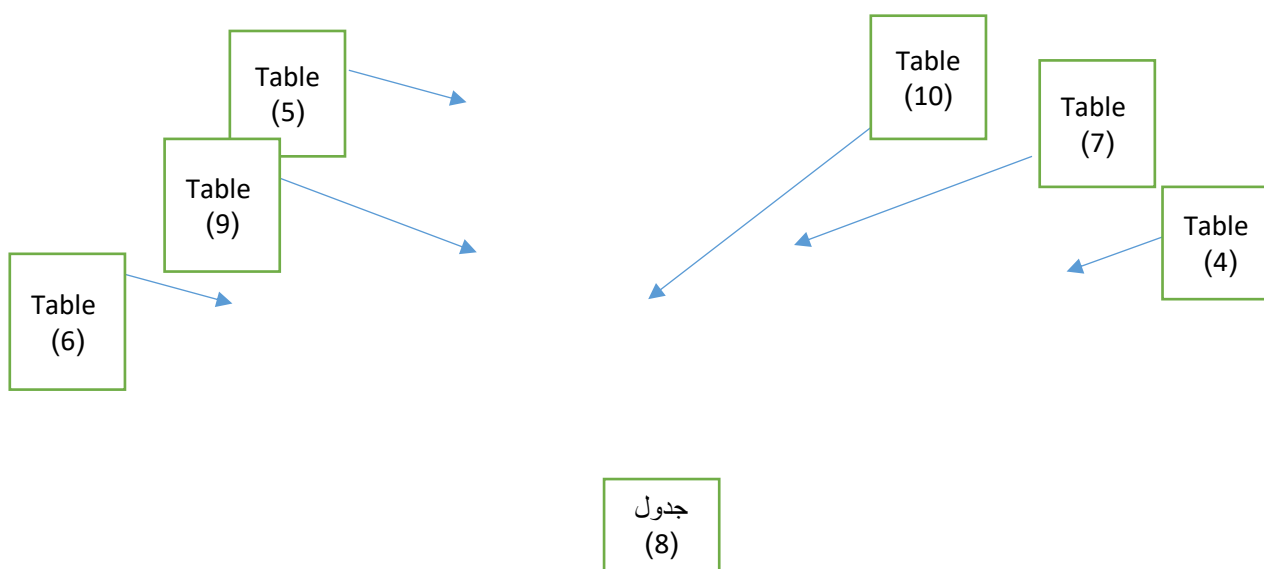 Table
(5)
Table
(10)
Table
(7)
Table
(9)
Table
(4)
Table
(6)
جدول
(8)